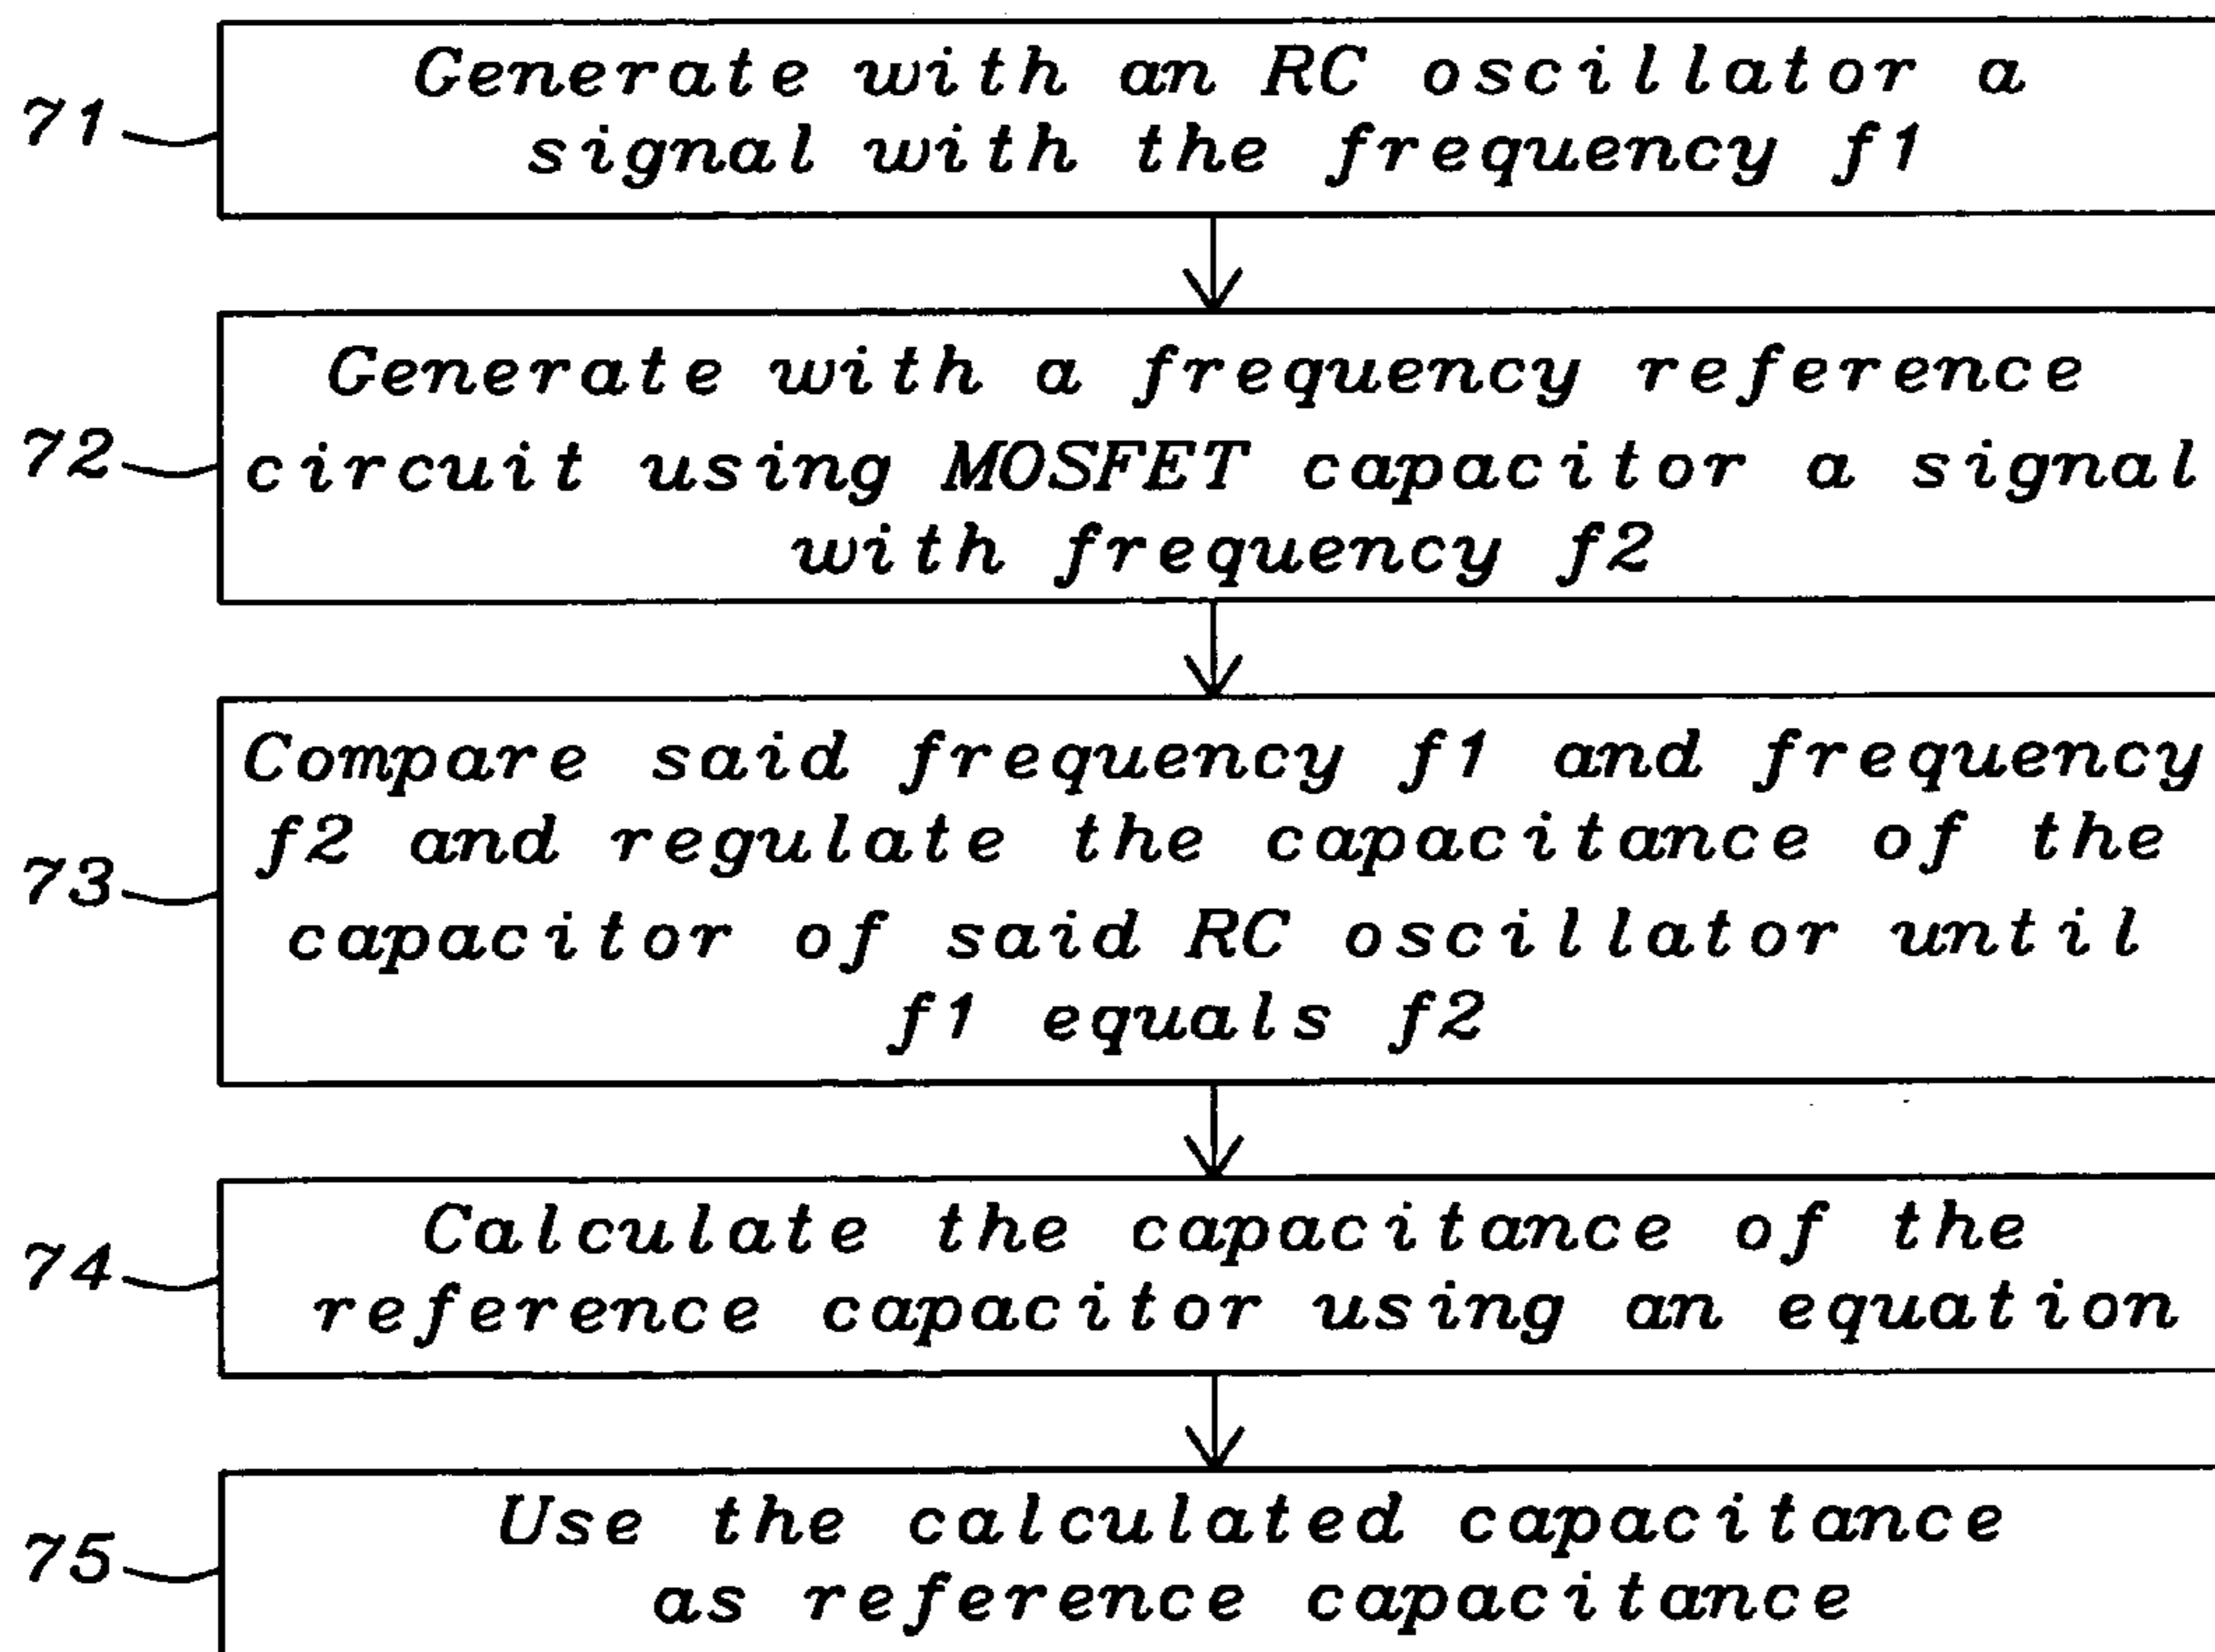 Generate with an RC oscillator a
71
signal with the frequency f1
Generate with a frequency reference
72
circuit using MOSFET capacitor a signal
with frequency f2
Compare said frequency f1 and frequency
f2 and regulate the capacitance of the
73
capacitor of said RC oscillator until
f1 equals f2
Calculate the capacitance of the
74
reference capacitor using an equation
Use the calculated capacitance
75
as reference capacitance